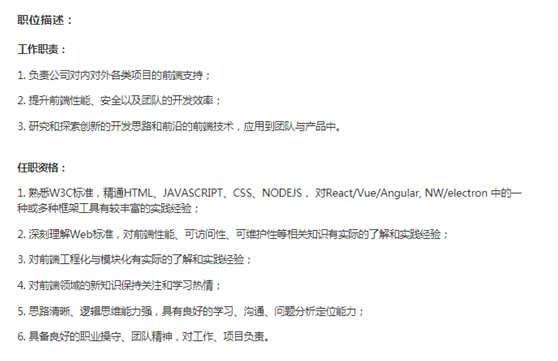 职位描述：
工作职责：
1. 负责公司对内对外各类项目的前端支持；
2. 提升前端性能、安全以及团队的开发效率；
3. 研究和探索创新的开发思路和前沿的前端技术，应用到团队与产品中。
任职资格：
1. 熟悉W3C标准，精通HTML、JAVASCRIPT、CSS、NODEJS， 对React/Vue/Angular, NW/electron 中的一
种或多种框架工具有较丰富的实践经验；
2. 深刻理解Web标准，对前端性能、可访问性、可维护性等相关知识有实际的了解和实践经验；
3. 对前端工程化与模块化有实际的了解和实践经验；
4. 对前端领域的新知识保持关注和学习热情；
5. 思路清晰、逻辑思维能力强，具有良好的学习、沟通、问题分析定位能力；
6. 具备良好的职业操守、团队精神，对工作、项目负责。